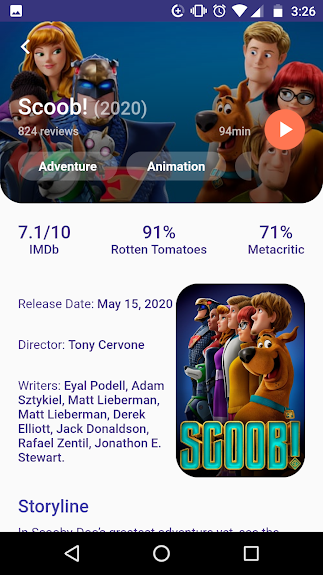 3:26
Scoob! (2020)
824 reviews
94min
Adventure
Animation
7.1/10
91%
71%
IMDb
Rotten Tomatoes
Metacritic
Release Date: May 15, 2020
Director: Tony Cervone
Writers: Eyal Podell, Adam
Sztykiel, Matt Lieberman,
Matt Lieberman, Derek
Elliott, Jack Donaldson,
Rafael Zentil, Jonathon E.
Stewart.
SCOOB!
Storyline
In Scooby-Doo's greatest adventure yet, see the